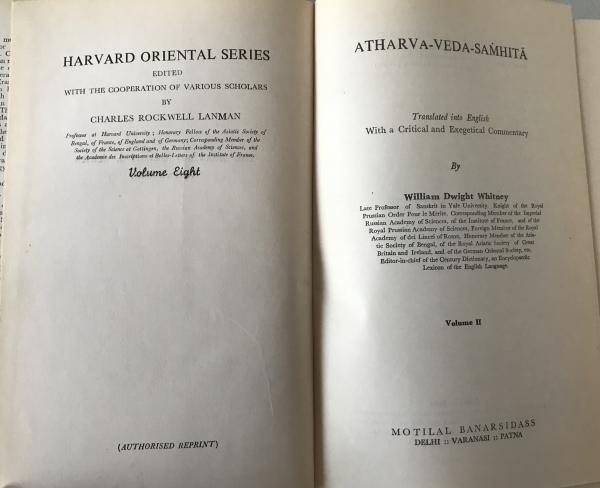 HARVARD ORIENTAL SERIES
EDITED
WITH THE COOPERATION OF VARIOUS SCHOLARS
BY
CHARLES ROCKWELL LANMAN
Professor at Harvard University; Honorary Fellow of the Asiatic Society of
Bengal, of France, of England and of Germany; Corresponding Member of the
Society of the Science at Gottingen, the Russian Academy of Sciences, and
the Academie des Inscriptions et Belles-Lettres of the Institute of France.
Volume Eight
(AUTHORISED REPRINT)
ATHARVA-VEDA-SAṀHITĀ
Translated into English
With a Critical and Exegetical Commentary
By
William Dwight Whitney
Late Professor of Sanskrit in Yale University, Knight of the Royal
Prussian Order Pour le Mérite, Corresponding Member of the Imperial
Russian Academy of Sciences, of the Institute of France, and of the
Royal Prussian Academy of Sciences, Foreign Member of the Royal
Academy of dei Lincei of Rome, Honorary Member of the Asia-
tic Society of Bengal, of the Royal Asiatic Society of Great
Britain and Ireland, and of the German Oriental Society, etc.
Editor-in-chief of the Century Dictionary, an Encyclopaedic
Lexicon of the English Language.
Volume II
MOTILAL BANARSIDASS
DELHI :: VARANASI :: PATNA